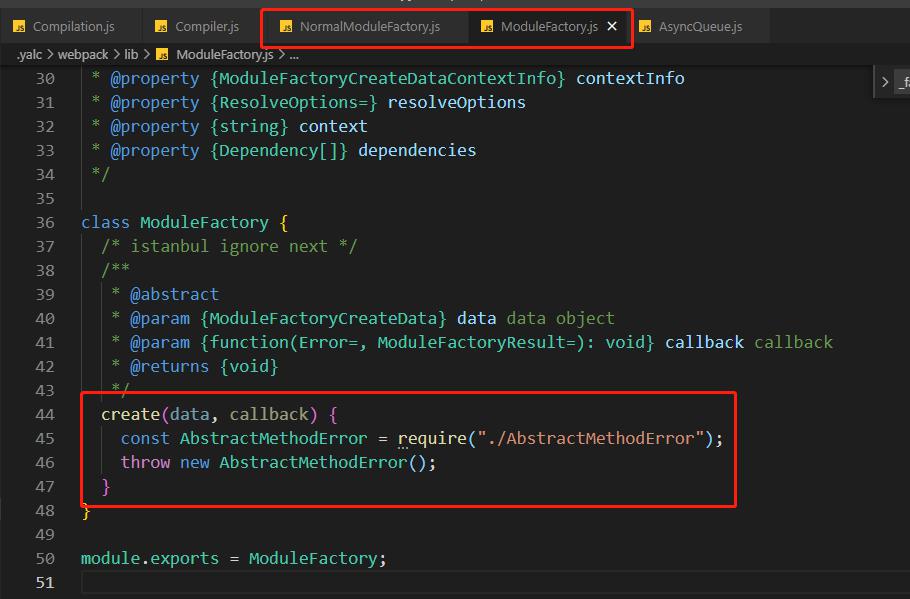 Compilation.js
Compiler.js
NormalModuleFactory.js
ModuleFactory.js
AsyncQueue.js
.yalc > webpack > lib > JS ModuleFactory.js > ...
30 * @property {ModuleFactoryCreateDataContextInfo} contextInfo
31 * @property {ResolveOptions=} resolveOptions
32 * @property {string} context
33 * @property {Dependency[]} dependencies
34 */
35
36 class ModuleFactory {
37 /* istanbul ignore next */
38 /**
39 * @abstract
40 * @param {ModuleFactoryCreateData} data data object
41 * @param {function(Error=, ModuleFactoryResult=): void} callback callback
42 * @returns {void}
43 */
44 create(data, callback) {
45 const AbstractMethodError = require("./AbstractMethodError");
46 throw new AbstractMethodError();
47 }
48 }
49
50 module.exports = ModuleFactory;
51